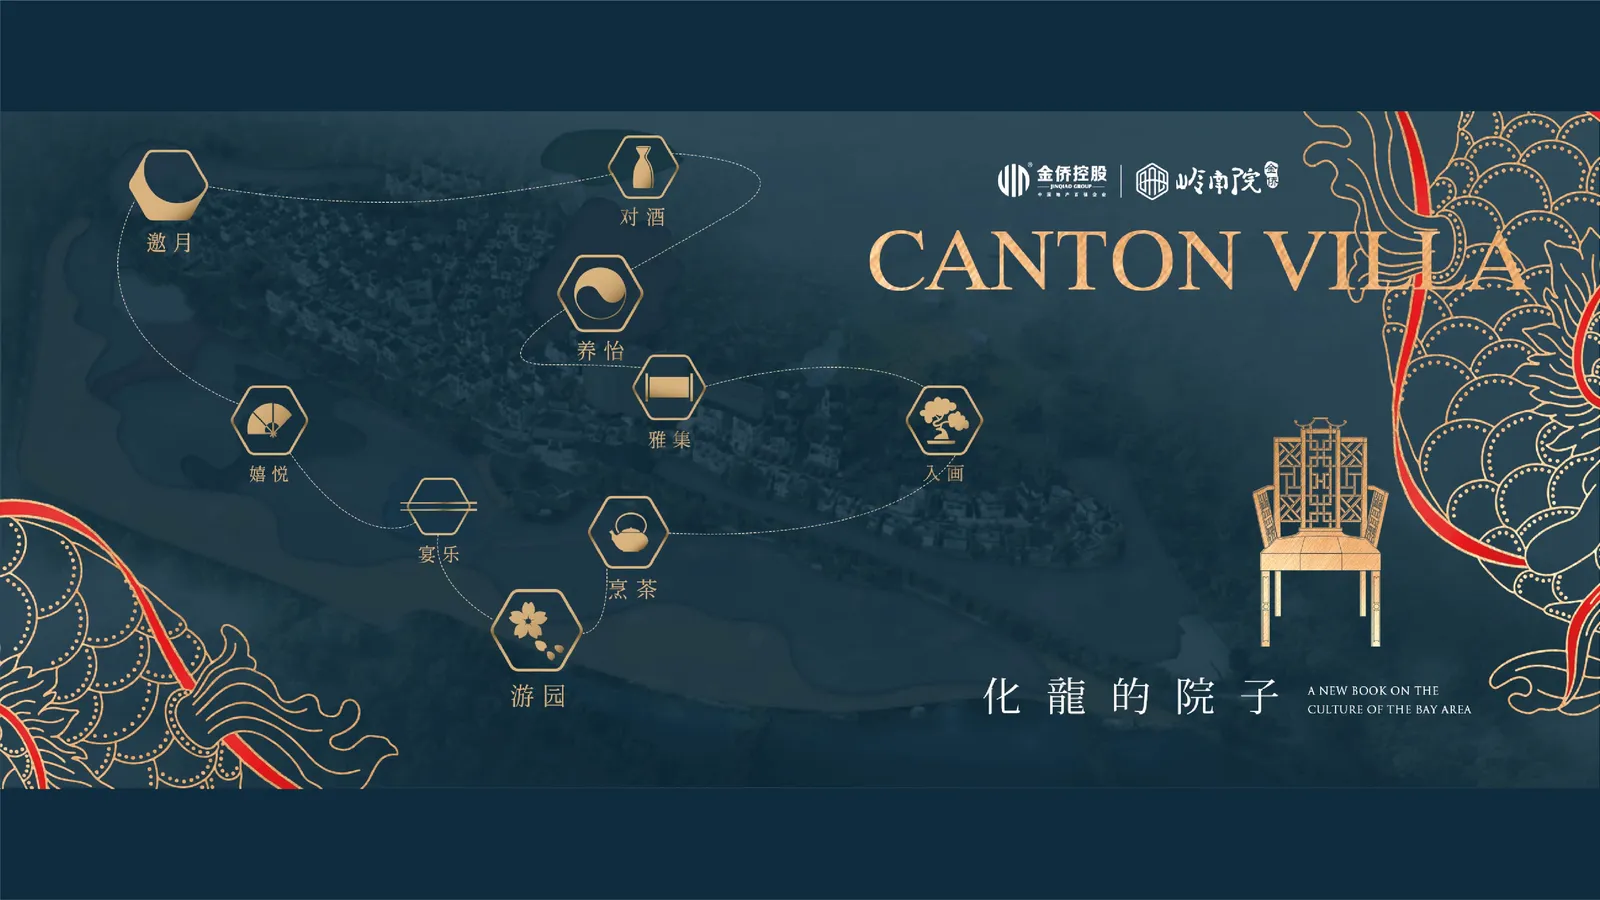 邀月
对酒
养怡
雅集
嬉悦
入画
宴乐
烹茶
游园
金侨控股
JINQIAO GROUP
岭南院
金侨
CANTON VILLA
化龍的院子
A NEW BOOK ON THE
CULTURE OF THE BAY AREA